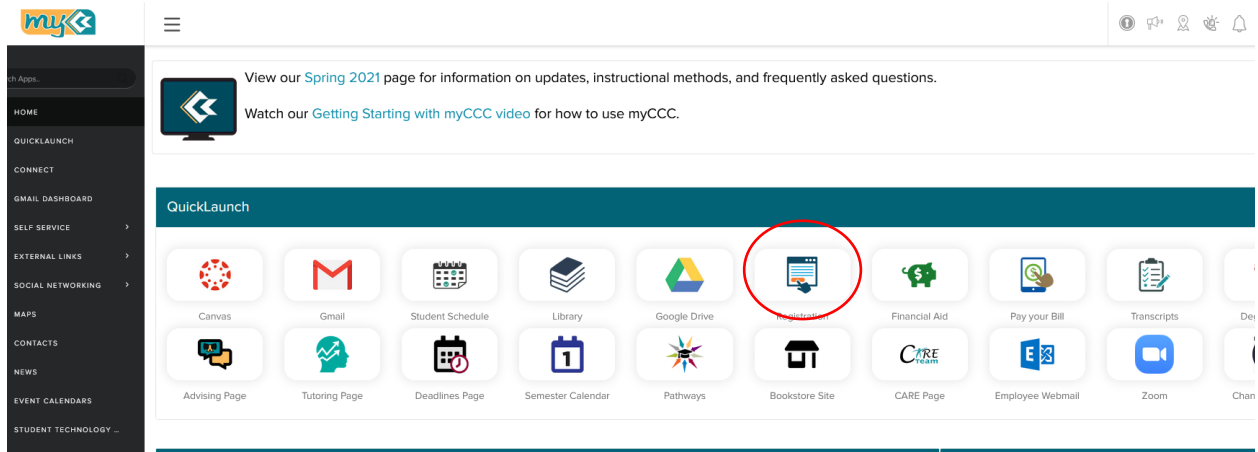 my
ch Apps..
View our Spring 2021 page for information on updates, instructional methods, and frequently asked questions.
Watch our Getting Starting with myCCC video for how to use myCCC.
HOME
QUICKLAUNCH
CONNECT
GMAIL DASHBOARD
SELF SERVICE
EXTERNAL LINKS
SOCIAL NETWORKING
MAPS
CONTACTS
NEWS
EVENT CALENDARS
STUDENT TECHNOLOGY ...
QuickLaunch
Canvas Gmail Student Schedule Library Google Drive Registration Financial Aid Pay your Bill Transcripts
1 CARE Team E
Advising Page Tutoring Page Deadlines Page Semester Calendar Pathways Bookstore Site CARE Page Employee Webmail Zoom